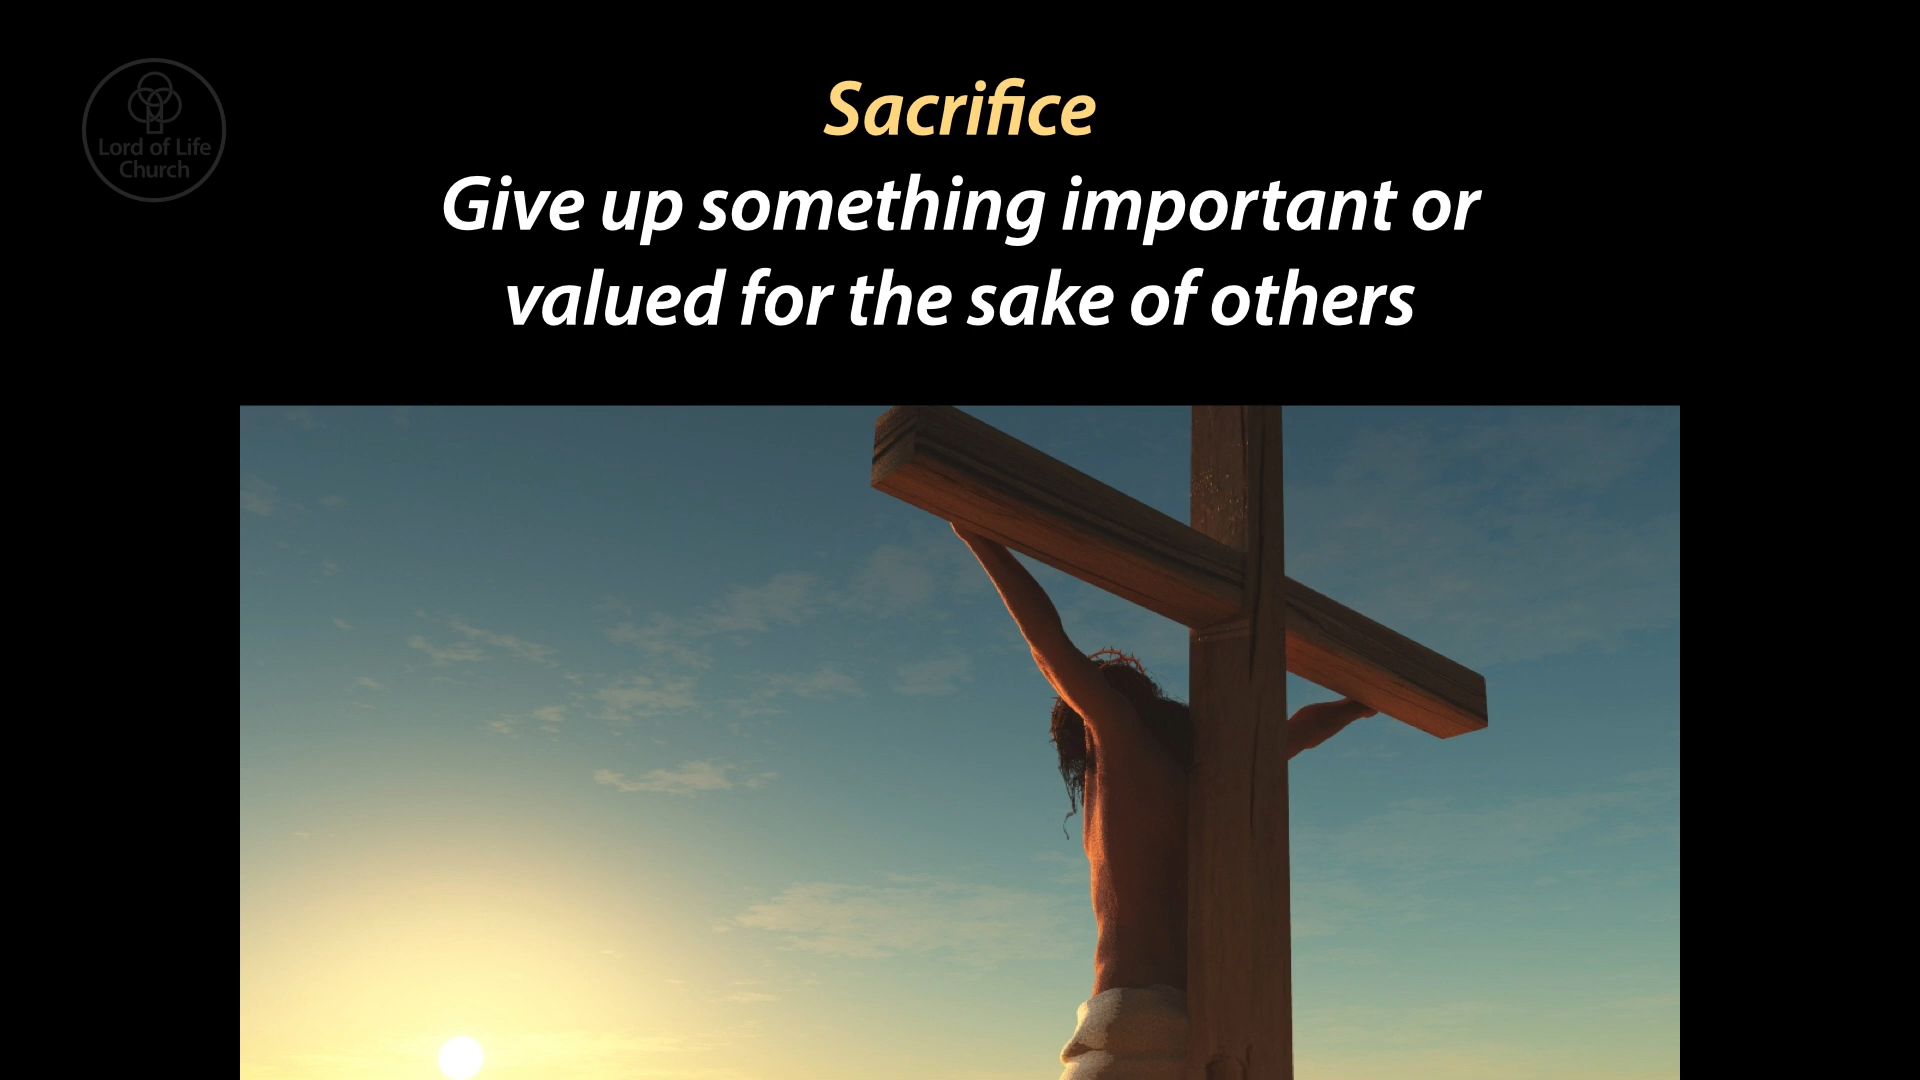 Lord of Life
Church
Sacrifice
Give up something important or
valued for the sake of others